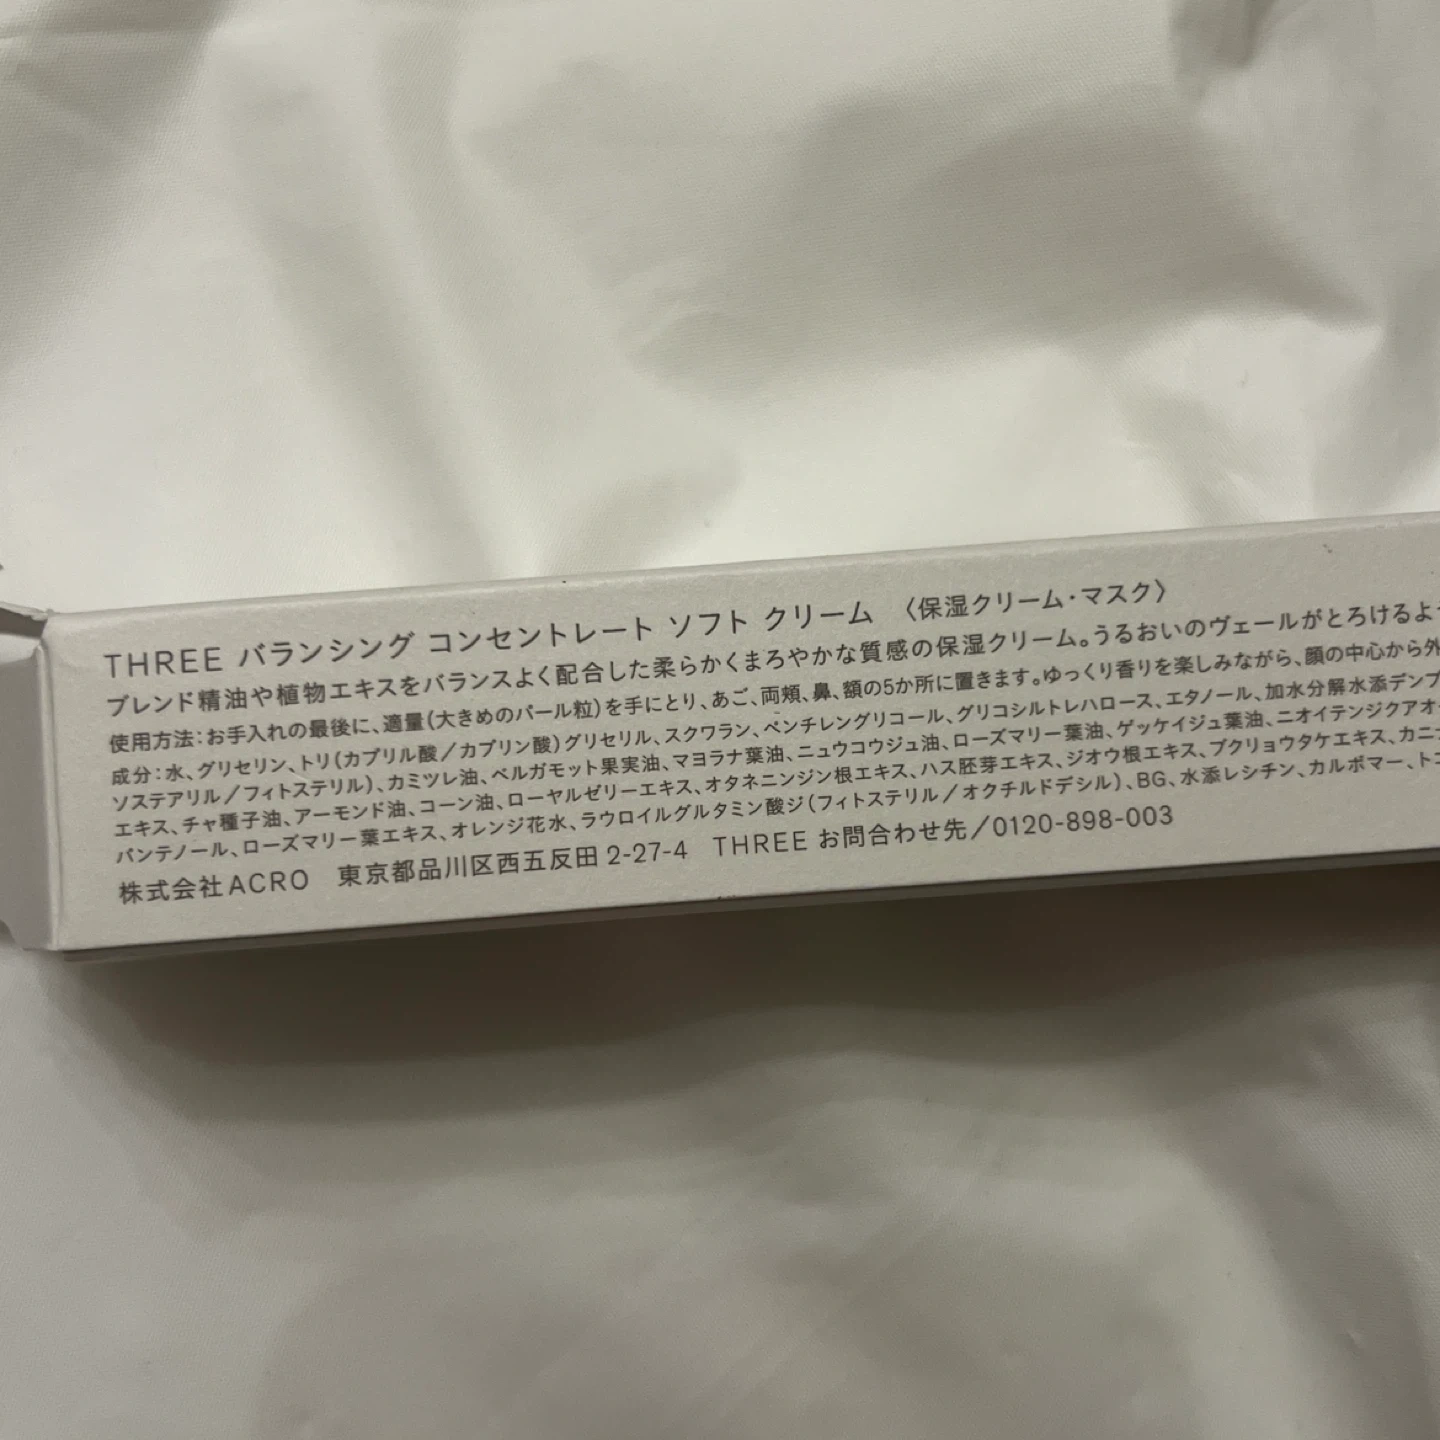 THREE バランシング コンセントレート ソフト クリーム 〈保湿クリーム・マスク〉
ブレンド精油や植物エキスをバランスよく配合した柔らかくまろやかな質感の保湿クリーム。うるおいのヴェールがとろけるよ
使用方法：お手入れの最後に、適量(大きめのパール粒)を手にとり、あご、両頰、鼻、額の5か所に置きます。ゆっくり香りを楽しみながら、顔の中心から外
成分：水、グリセリン、トリ(カプリル酸／カプリン酸)グリセリル、スクワラン、ペンチレングリコール、グリコシルトレハロース、エタノール、加水分解水添デンプ
ソステアリル／フィトステリル)、カミツレ油、ベルガモット果実油、マヨラナ葉油、ニュウコウジュ油、ローズマリー葉油、ゲッケイジュ葉油、ニオイテンジクアオ
エキス、チャ種子油、アーモンド油、コーン油、ローヤルゼリーエキス、オタネニンジン根エキス、ハス胚芽エキス、ジオウ根エキス、ブクリョウタケエキス、カニナ
パンテノール、ローズマリー葉エキス、オレンジ花水、ラウロイルグルタミン酸ジ(フィトステリル／オクチルドデシル)、BG、水添レシチン、カルボマー、トコ
株式会社ACRO 東京都品川区西五反田 2-27-4 THREE お問合わせ先／0120-898-003